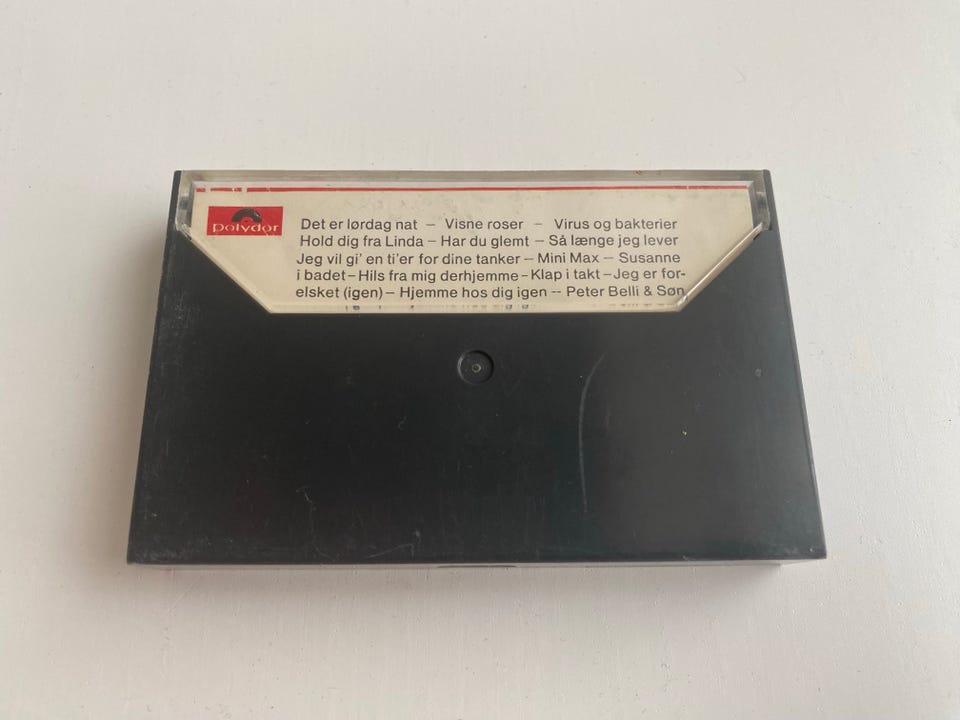 polydor
Det er lørdag nat – Visne roser – Virus og bakterier
Hold dig fra Linda – Har du glemt – Så længe jeg lever
Jeg vil gi' en ti'er for dine tanker – Mini Max – Susanne
i badet – Hils fra mig derhjemme – Klap i takt – Jeg er for-
elsket (igen) – Hjemme hos dig igen – Peter Belli & Søn